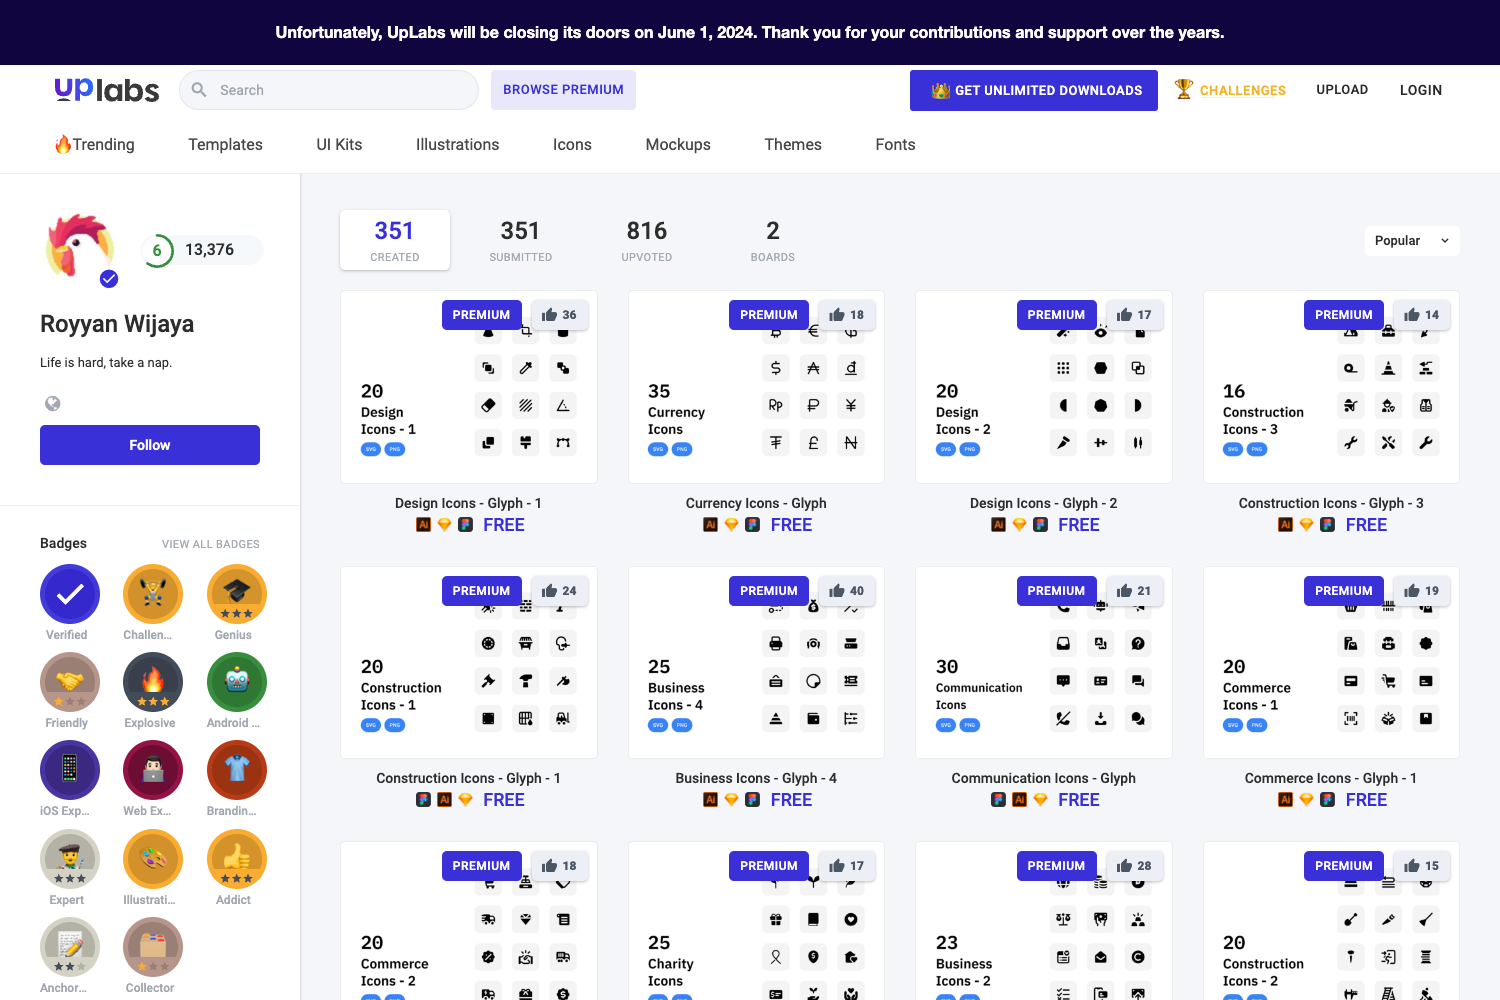 Unfortunately, UpLabs will be closing its doors on June 1, 2024. Thank you for your contributions and support over the years.
uplabs
Search
BROWSE PREMIUM
GET UNLIMITED DOWNLOADS
CHALLENGES
UPLOAD
LOGIN
Trending
Templates
UI Kits
Illustrations
Icons
Mockups
Themes
Fonts
6
13,376
Royyan Wijaya
Life is hard, take a nap.
Follow
Badges
VIEW ALL BADGES
Verified
Challen...
Genius
Friendly
Explosive
Android ...
iOS Exp...
Web Ex...
Brandin...
Expert
Illustrati...
Addict
Anchor...
Collector
351
CREATED
351
SUBMITTED
816
UPVOTED
2
BOARDS
Popular
PREMIUM
36
20
Design
Icons - 1
SVG PNG
Design Icons - Glyph - 1
Ai
FREE
PREMIUM
18
35
Currency
Icons
SVG PNG
Currency Icons - Glyph
Ai
FREE
PREMIUM
17
20
Design
Icons - 2
SVG PNG
Design Icons - Glyph - 2
Ai
FREE
PREMIUM
14
16
Construction
Icons - 3
SVG PNG
Construction Icons - Glyph - 3
Ai
FREE
PREMIUM
24
20
Construction
Icons - 1
SVG PNG
Construction Icons - Glyph - 1
Ai
FREE
PREMIUM
40
25
Business
Icons - 4
SVG PNG
Business Icons - Glyph - 4
Ai
FREE
PREMIUM
21
30
Communication
Icons
SVG PNG
Communication Icons - Glyph
Ai
FREE
PREMIUM
19
20
Commerce
Icons - 1
SVG PNG
Commerce Icons - Glyph - 1
Ai
FREE
PREMIUM
18
20
Commerce
Icons - 2
PREMIUM
17
25
Charity
Icons
PREMIUM
28
23
Business
Icons - 2
PREMIUM
15
20
Construction
Icons - 2